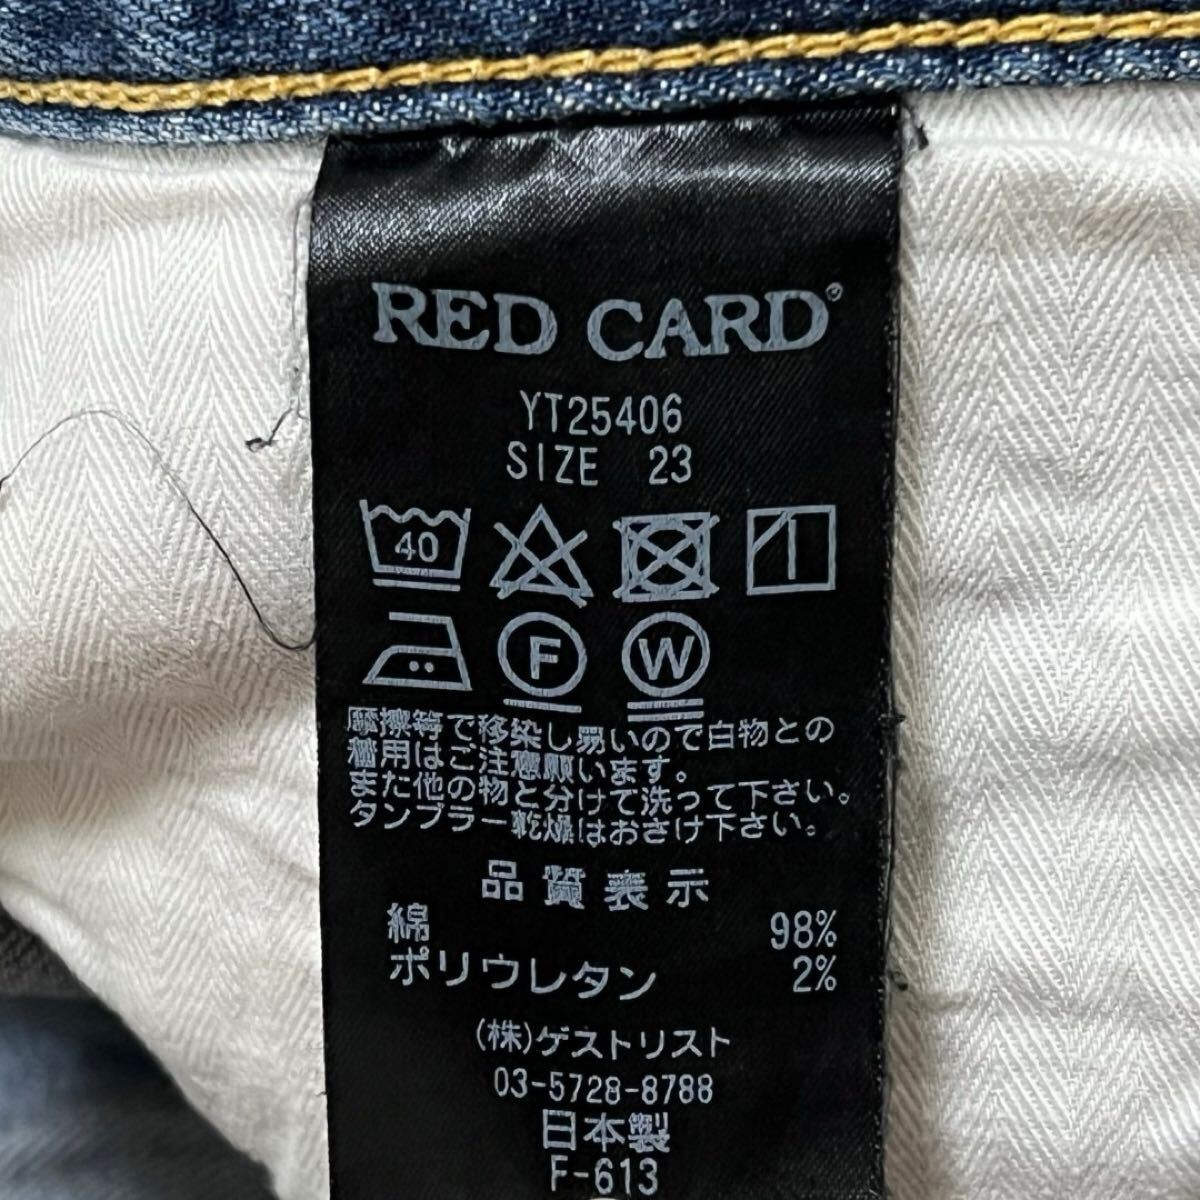 RED CARD®
YT25406
SIZE 23
40
F W
摩擦等で移染し易いので白物との
着用はご注意願います。
また他の物と分けて洗って下さい。
タンブラー乾燥はおさけ下さい。
品質表示
綿 98%
ポリウレタン 2%
(株)ゲストリスト
03-5728-8788
日本製
F-613